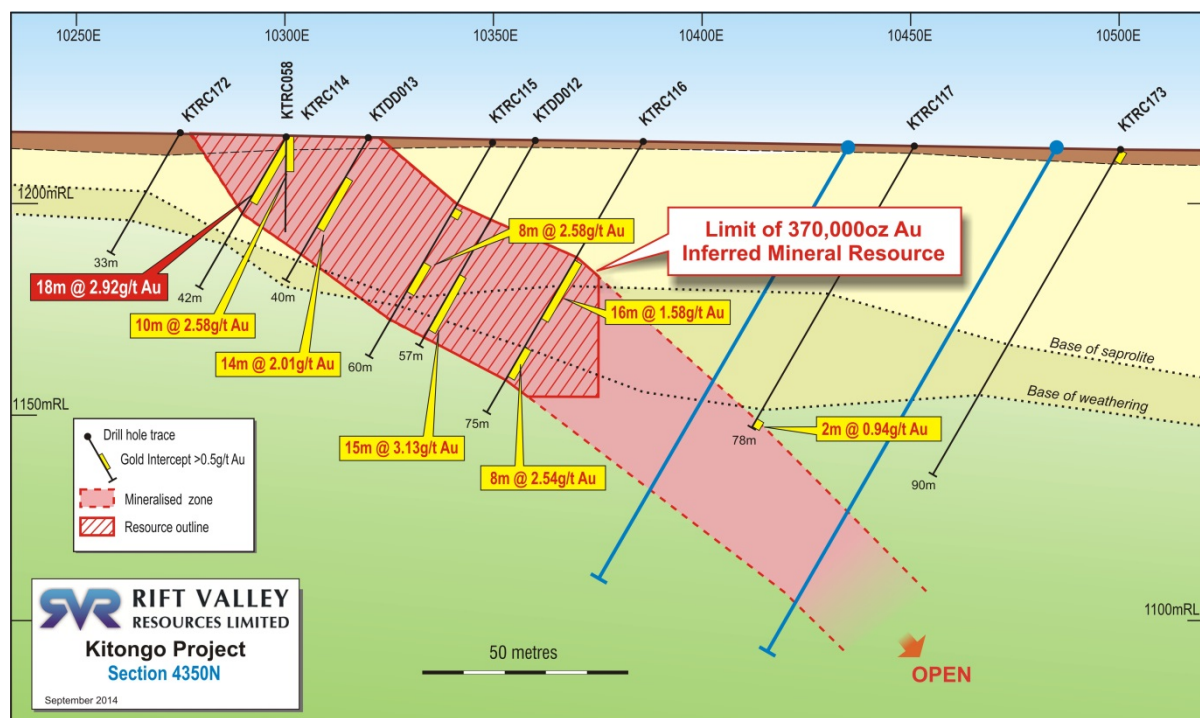 10250E
10300E
10350E
10400E
10450E
10500E
KTRC172
KTRC058
KTRC114
KTDD013
KTRC115
KTDD012
KTRC116
KTRC117
KTRC173
1200mRL
1150mRL
1100mRL
33m
42m
40m
60m
57m
75m
78m
90m
18m @ 2.92g/t Au
10m @ 2.58g/t Au
14m @ 2.01g/t Au
15m @ 3.13g/t Au
8m @ 2.58g/t Au
16m @ 1.58g/t Au
8m @ 2.54g/t Au
2m @ 0.94g/t Au
Limit of 370,000oz Au
Inferred Mineral Resource
Base of saprolite
Base of weathering
Drill hole trace
Gold Intercept >0.5g/t Au
Mineralised zone
Resource outline
SVR
RIFT VALLEY
RESOURCES LIMITED
Kitongo Project
Section 4350N
September 2014
50 metres
OPEN